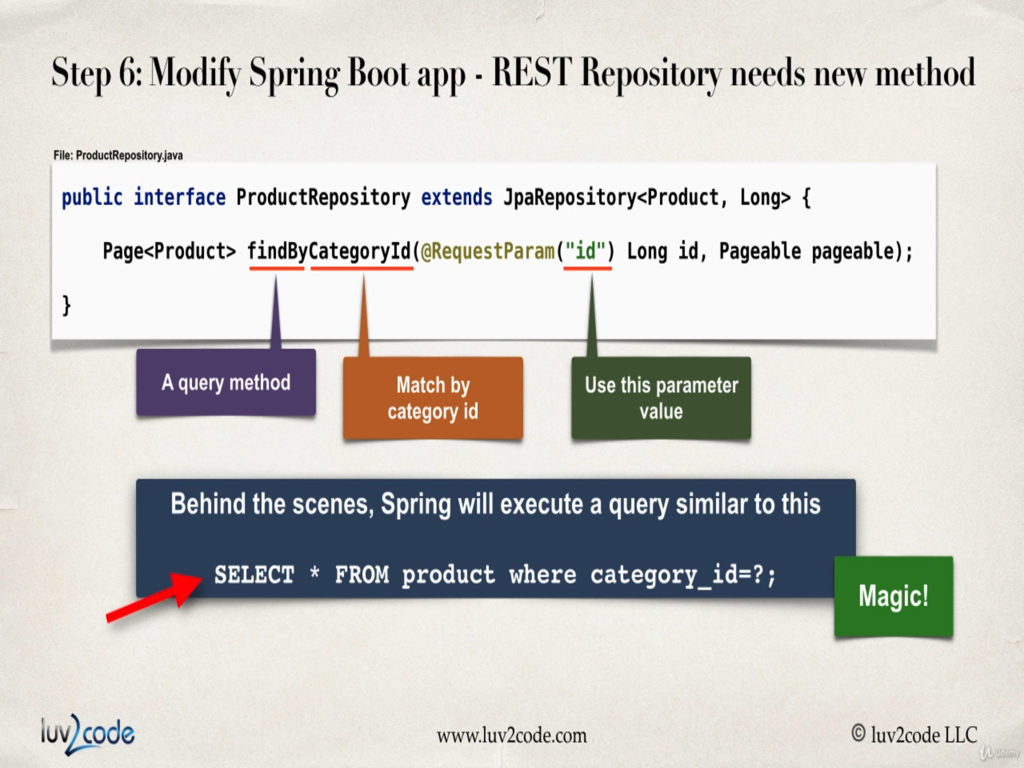 Step 6: Modify Spring Boot app - REST Repository needs new method
File: ProductRepository.java
public interface ProductRepository extends JpaRepository<Product, Long> {
Page<Product> findByCategoryId(@RequestParam("id") Long id, Pageable pageable);
}
A query method
Match by
category id
Use this parameter
value
Behind the scenes, Spring will execute a query similar to this
SELECT * FROM product where category_id=?;
Magic!
luv2code
www.luv2code.com
© luv2code LLC
Udemy